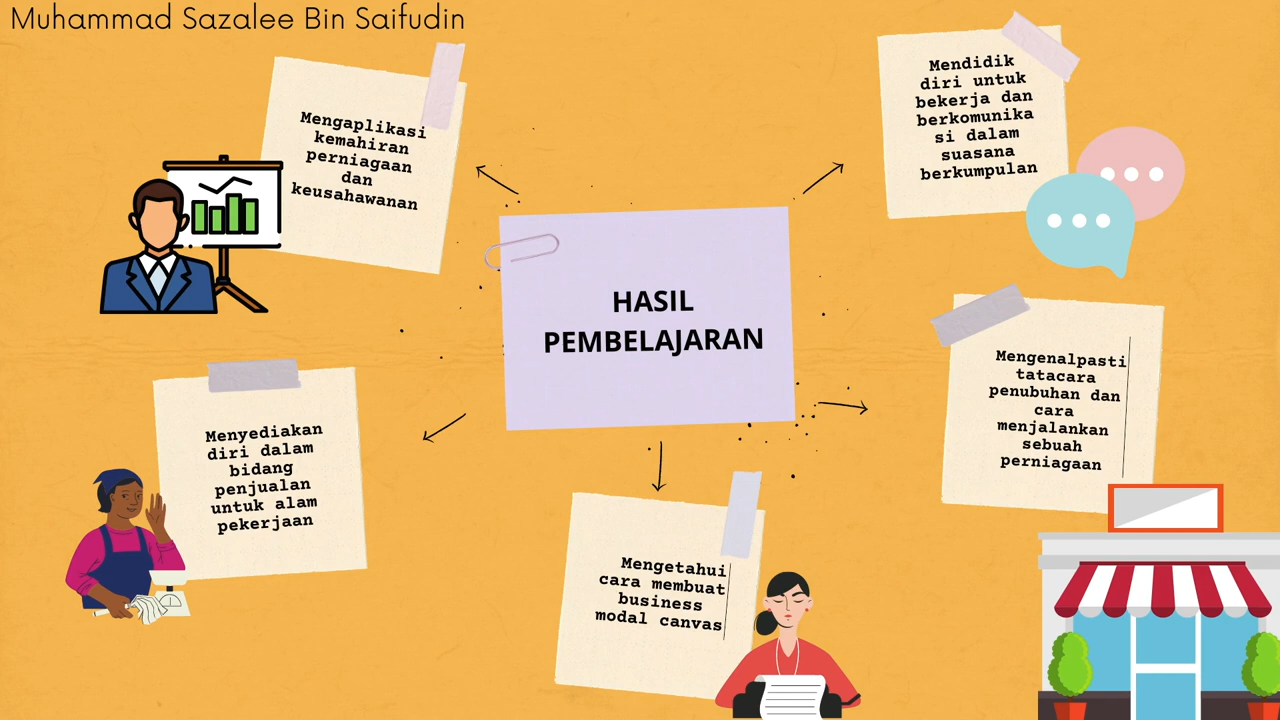 Muhammad Sazalee Bin Saifudin
Mengaplikasi
kemahiran
perniagaan
dan
keusahawanan
Mendidik
diri untuk
bekerja dan
berkomunika
si dalam
suasana
berkumpulan
HASIL
PEMBELAJARAN
Mengenalpasti
tatacara
penubuhan dan
cara
menjalankan
sebuah
perniagaan
Menyediakan
diri dalam
bidang
penjualan
untuk alam
pekerjaan
Mengetahui
cara membuat
business
modal canvas